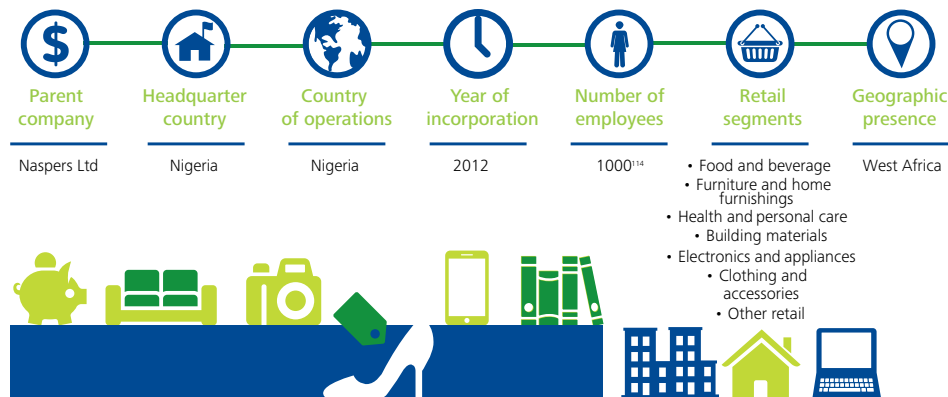 $
Parent
company
Naspers Ltd
Headquarter
country
Nigeria
Country
of operations
Nigeria
Year of
incorporation
2012
Number of
employees
1000¹¹⁴
Retail
segments
• Food and beverage
• Furniture and home
furnishings
• Health and personal care
• Building materials
• Electronics and appliances
• Clothing and
accessories
• Other retail
Geographic
presence
West Africa